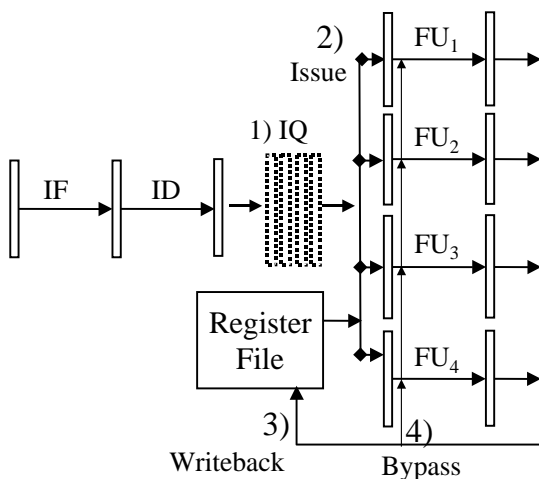 2)
Issue
FU1
1) IQ
FU2
IF
ID
FU3
Register
File
FU4
3)
4)
Writeback
Bypass